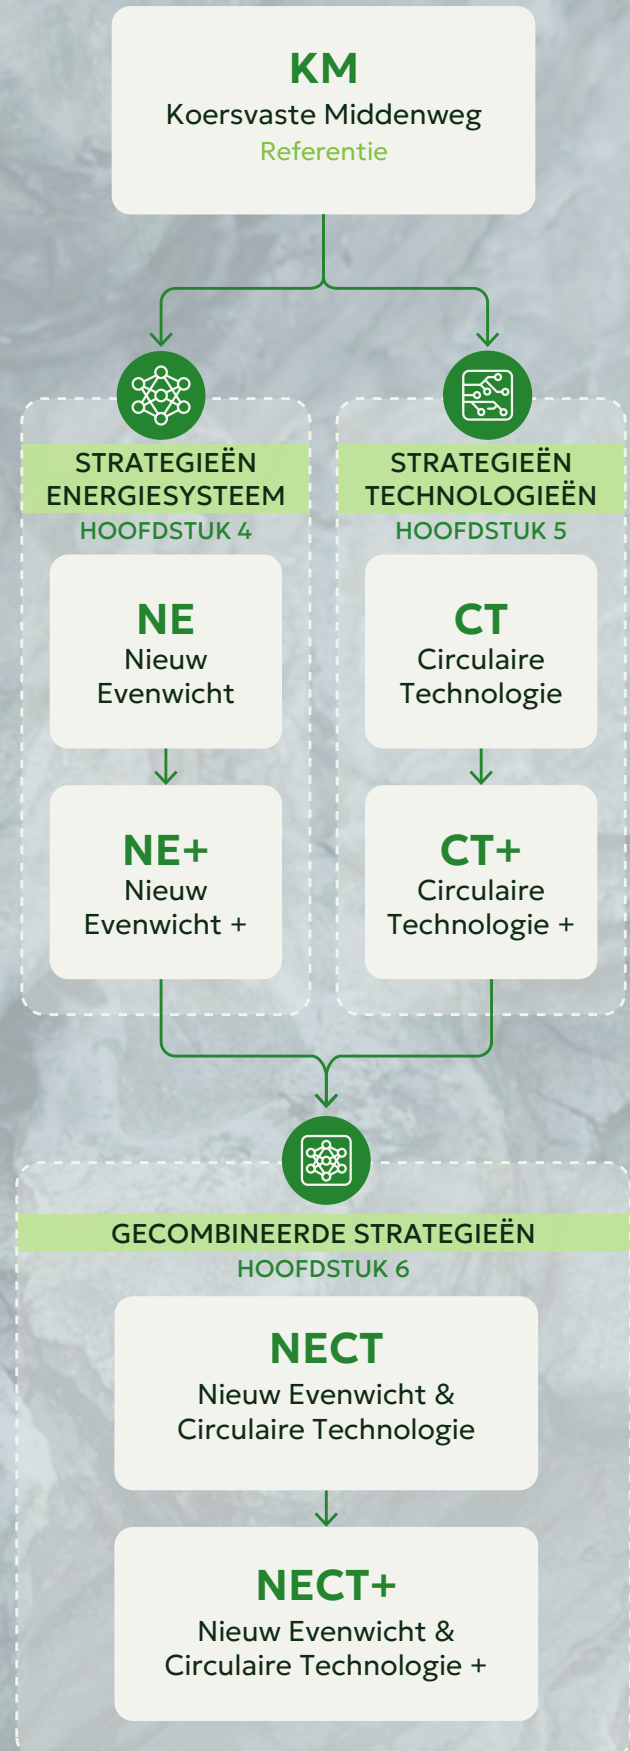 KM
Koersvaste Middenweg
Referentie
STRATEGIEËN
ENERGIESYSTEEM
HOOFDSTUK 4
NE
Nieuw
Evenwicht
NE+
Nieuw
Evenwicht +
STRATEGIEËN
TECHNOLOGIEËN
HOOFDSTUK 5
CT
Circulaire
Technologie
CT+
Circulaire
Technologie +
GECOMBINEERDE STRATEGIEËN
HOOFDSTUK 6
NECT
Nieuw Evenwicht &
Circulaire Technologie
NECT+
Nieuw Evenwicht &
Circulaire Technologie +